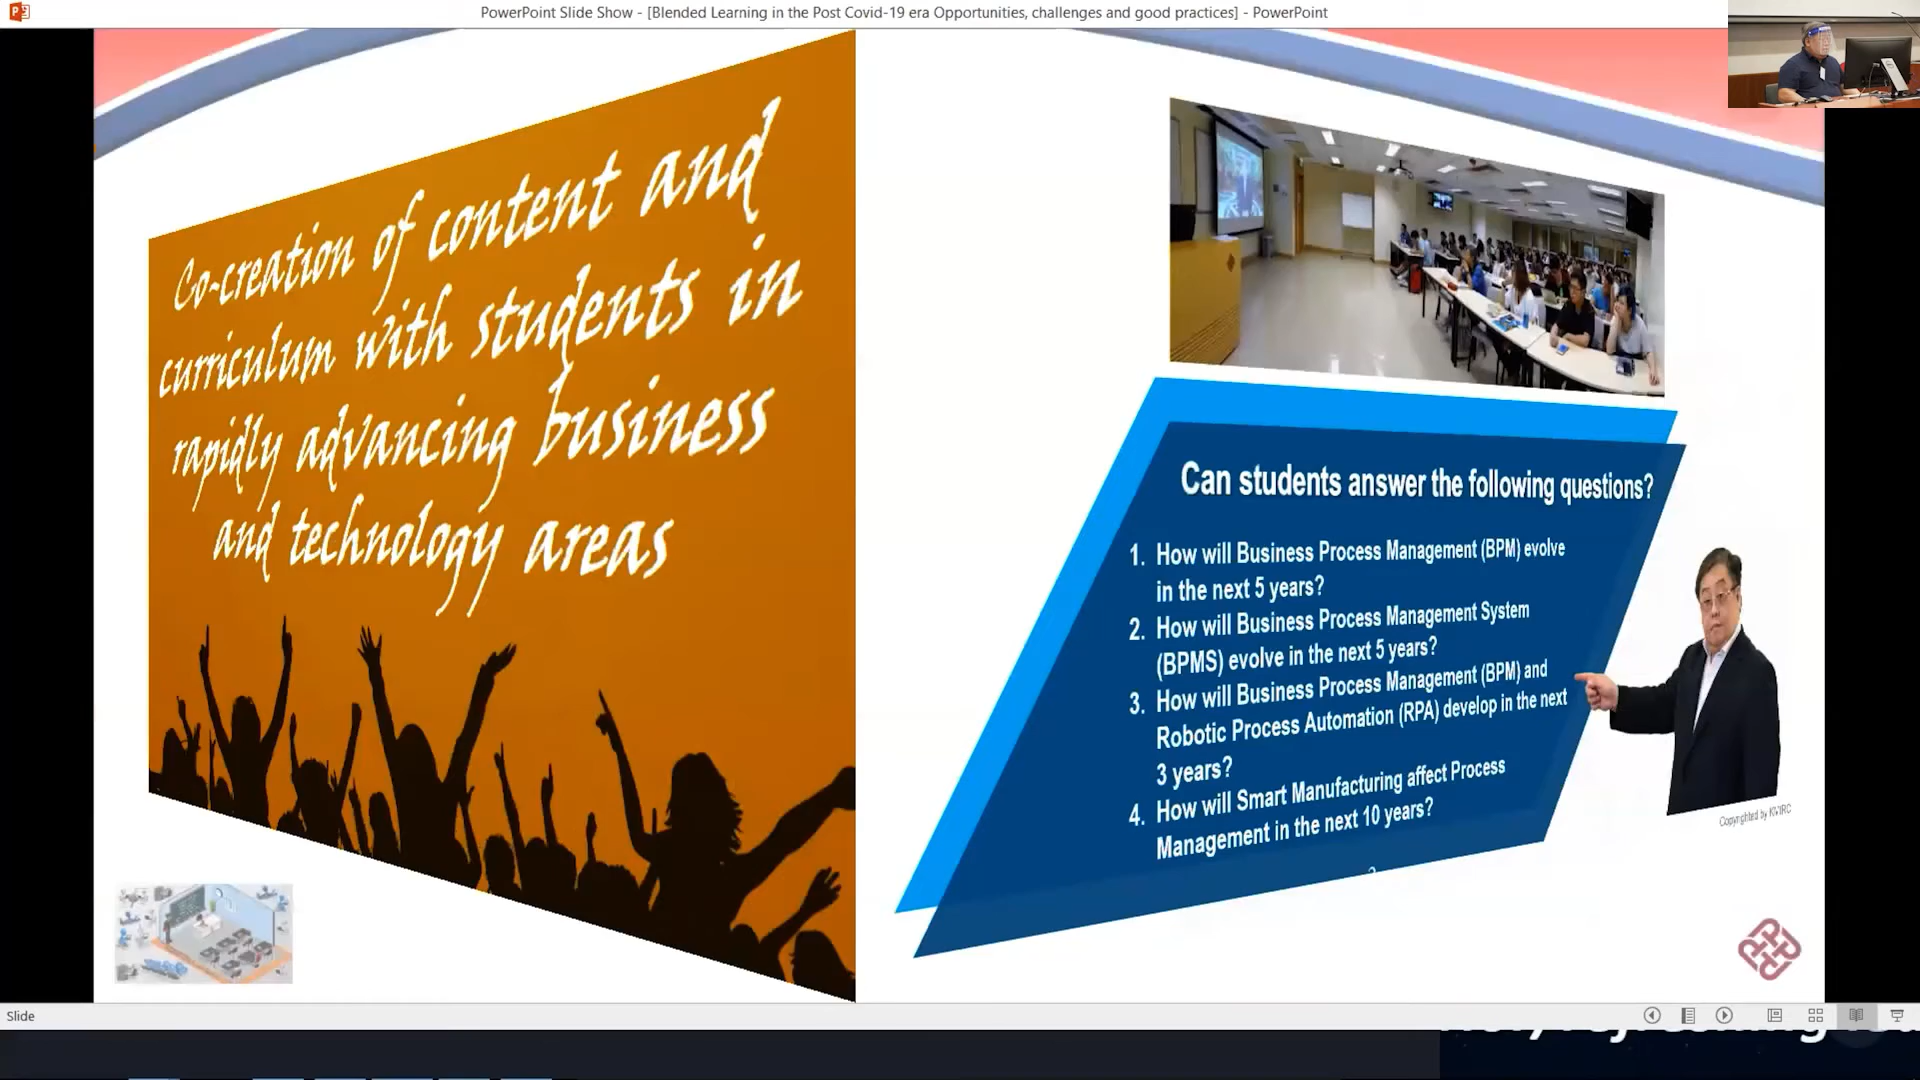 PowerPoint Slide Show - [Blended Learning in the Post Covid-19 era Opportunities, challenges and good practices] - PowerPoint
Co-creation of content and
curriculum with students in
rapidly advancing business
and technology areas
Can students answer the following questions?
1. How will Business Process Management (BPM) evolve
in the next 5 years?
2. How will Business Process Management System
(BPMS) evolve in the next 5 years?
3. How will Business Process Management (BPM) and
Robotic Process Automation (RPA) develop in the next
3 years?
4. How will Smart Manufacturing affect Process
Management in the next 10 years?
Copyrighted by KMIRC
Slide